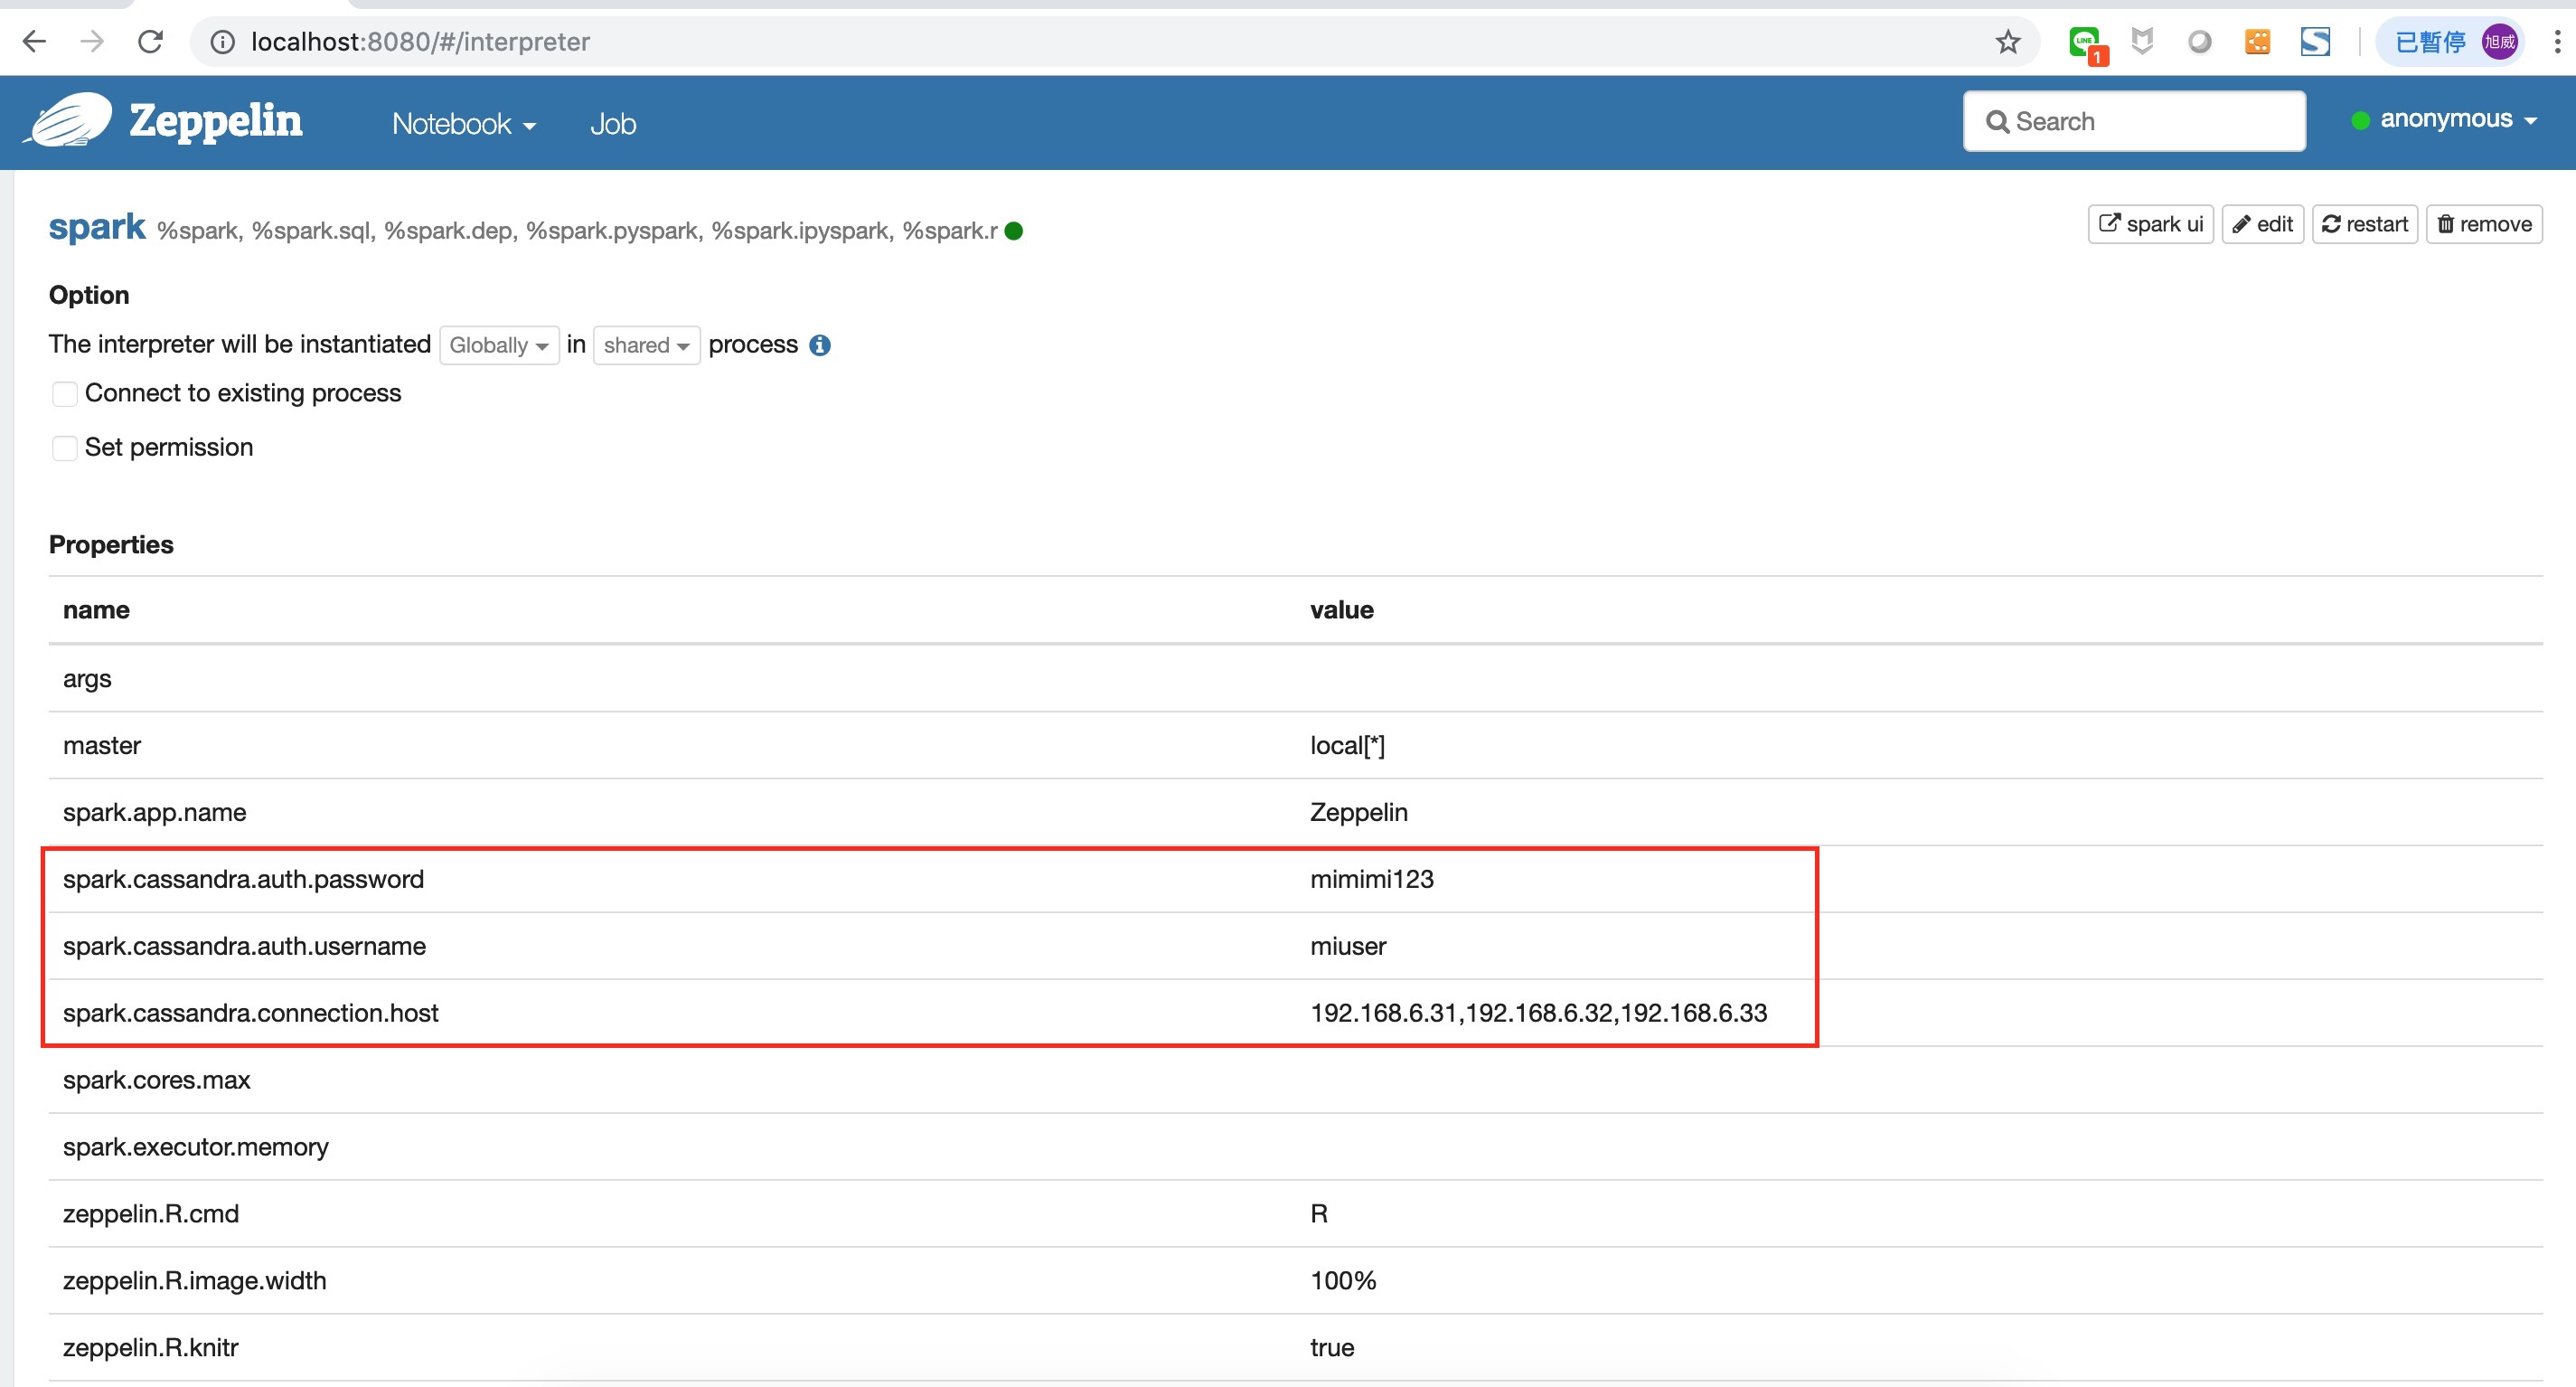 localhost:8080/#/interpreter
LINE
1
已暫停
旭威
Zeppelin
Notebook
Job
Search
anonymous
spark %spark, %spark.sql, %spark.dep, %spark.pyspark, %spark.ipyspark, %spark.r
spark ui
edit
restart
remove
Option
The interpreter will be instantiated Globally in shared process
Connect to existing process
Set permission
Properties
name value
args
master local[*]
spark.app.name Zeppelin
spark.cassandra.auth.password mimimi123
spark.cassandra.auth.username miuser
spark.cassandra.connection.host 192.168.6.31,192.168.6.32,192.168.6.33
spark.cores.max
spark.executor.memory
zeppelin.R.cmd R
zeppelin.R.image.width 100%
zeppelin.R.knitr true